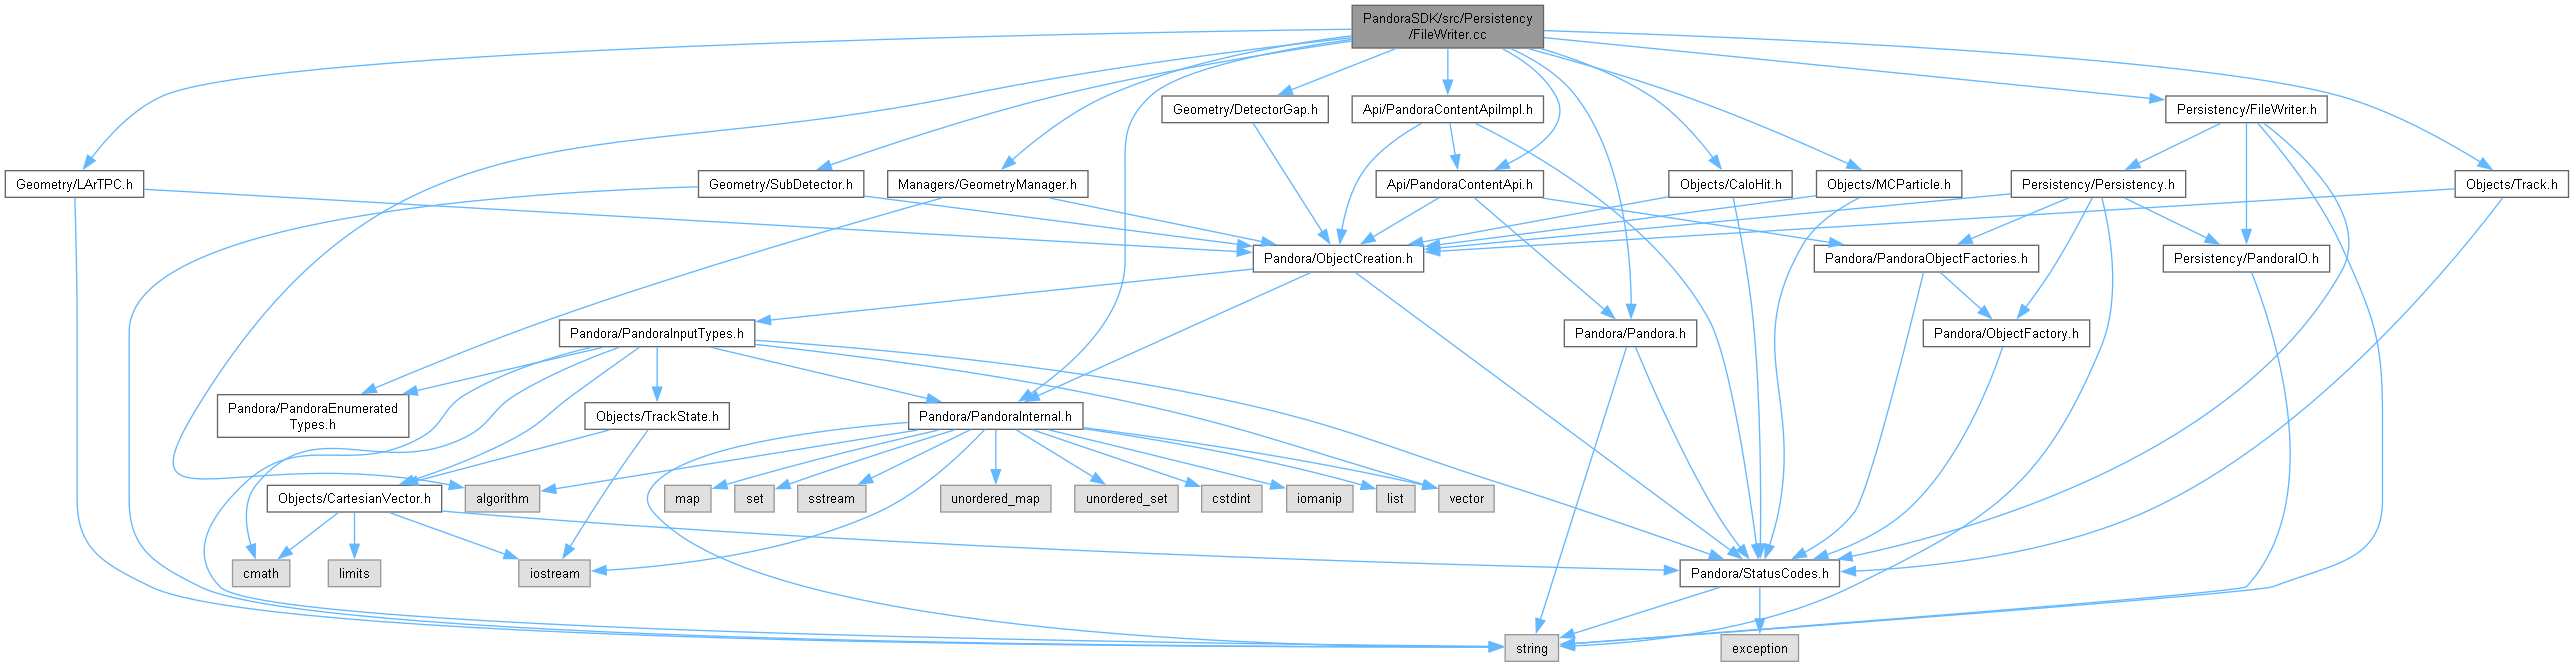 PandoraSDK/src/Persistency
/FileWriter.cc
Geometry/DetectorGap.h
Api/PandoraContentApiImpl.h
Persistency/FileWriter.h
Geometry/LArTPC.h
Geometry/SubDetector.h
Managers/GeometryManager.h
Api/PandoraContentApi.h
Objects/CaloHit.h
Objects/MCParticle.h
Persistency/Persistency.h
Objects/Track.h
Pandora/ObjectCreation.h
Pandora/PandoraObjectFactories.h
Persistency/PandoraIO.h
Pandora/PandoraInputTypes.h
Pandora/Pandora.h
Pandora/ObjectFactory.h
Pandora/PandoraEnumerated
Types.h
Objects/TrackState.h
Pandora/PandoraInternal.h
Objects/CartesianVector.h
algorithm
map
set
sstream
unordered_map
unordered_set
cstdint
iomanip
list
vector
cmath
limits
iostream
Pandora/StatusCodes.h
string
exception